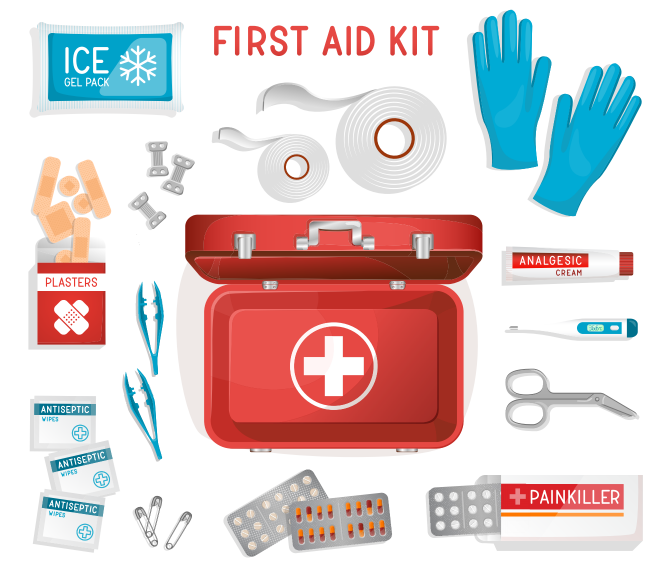 FIRST AID KIT
ICE
GEL PACK
PLASTERS
ANALGESIC
CREAM
ANTISEPTIC
WIPES
ANTISEPTIC
WIPES
ANTISEPTIC
WIPES
PAINKILLER